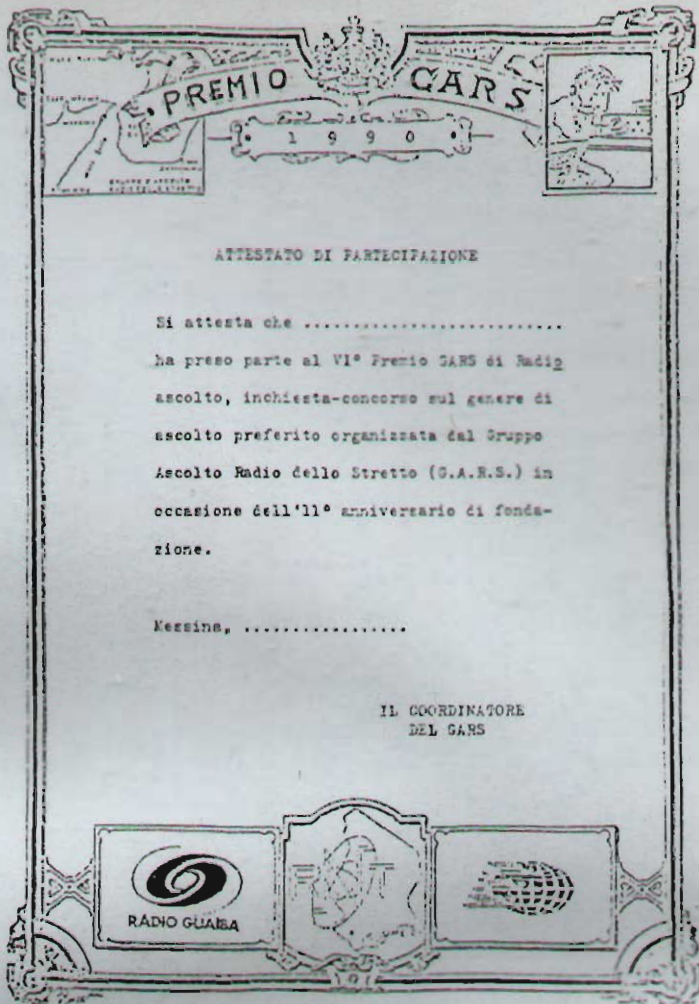 PREMIO GARS
1990
ATTESTATO DI PARTECIPAZIONE
Si attesta che ...........................
ha preso parte al VI° Premio GARS di Radio
ascolto, inchiesta-concorso sul genere di
ascolto preferito organizzata dal Gruppo
Ascolto Radio dello Stretto (G.A.R.S.) in
occasione dell'11° anniversario di fonda-
zione.
Messina, .................
IL COORDINATORE
DEL GARS
RÁDIO GUAÍBA